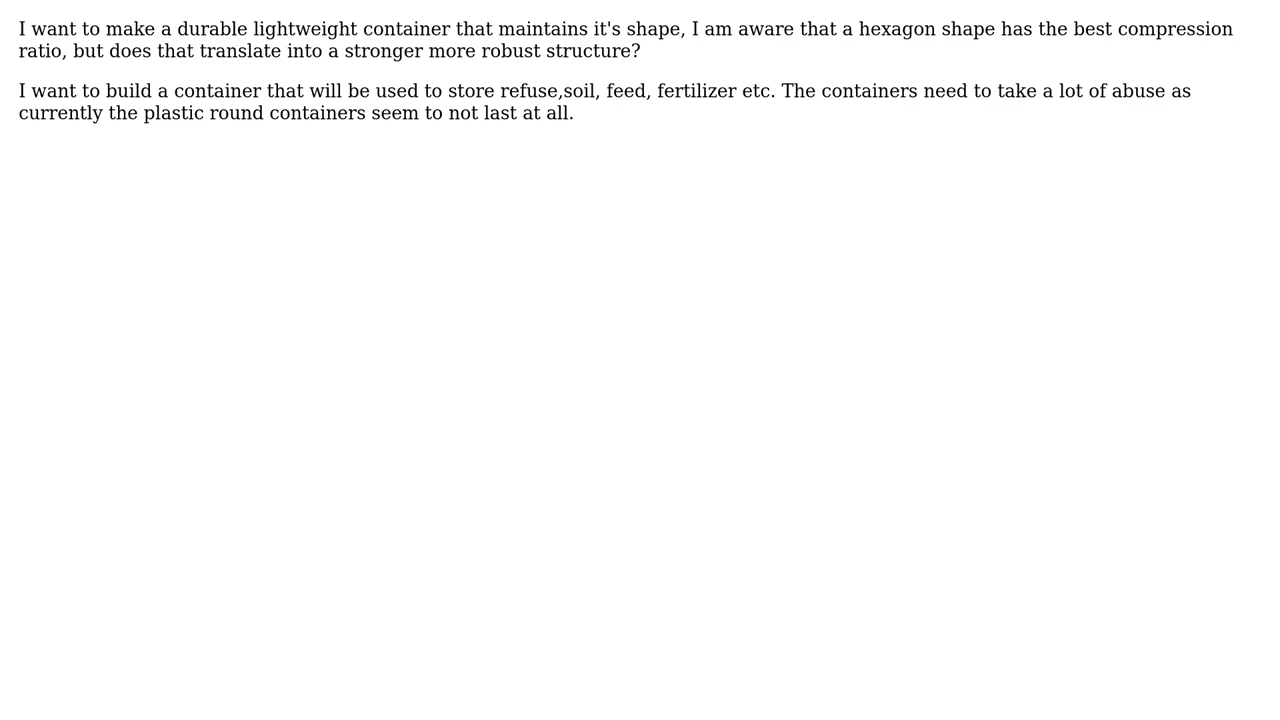 I want to make a durable lightweight container that maintains it's shape, I am aware that a hexagon shape has the best compression
ratio, but does that translate into a stronger more robust structure?
I want to build a container that will be used to store refuse,soil, feed, fertilizer etc. The containers need to take a lot of abuse as
currently the plastic round containers seem to not last at all.